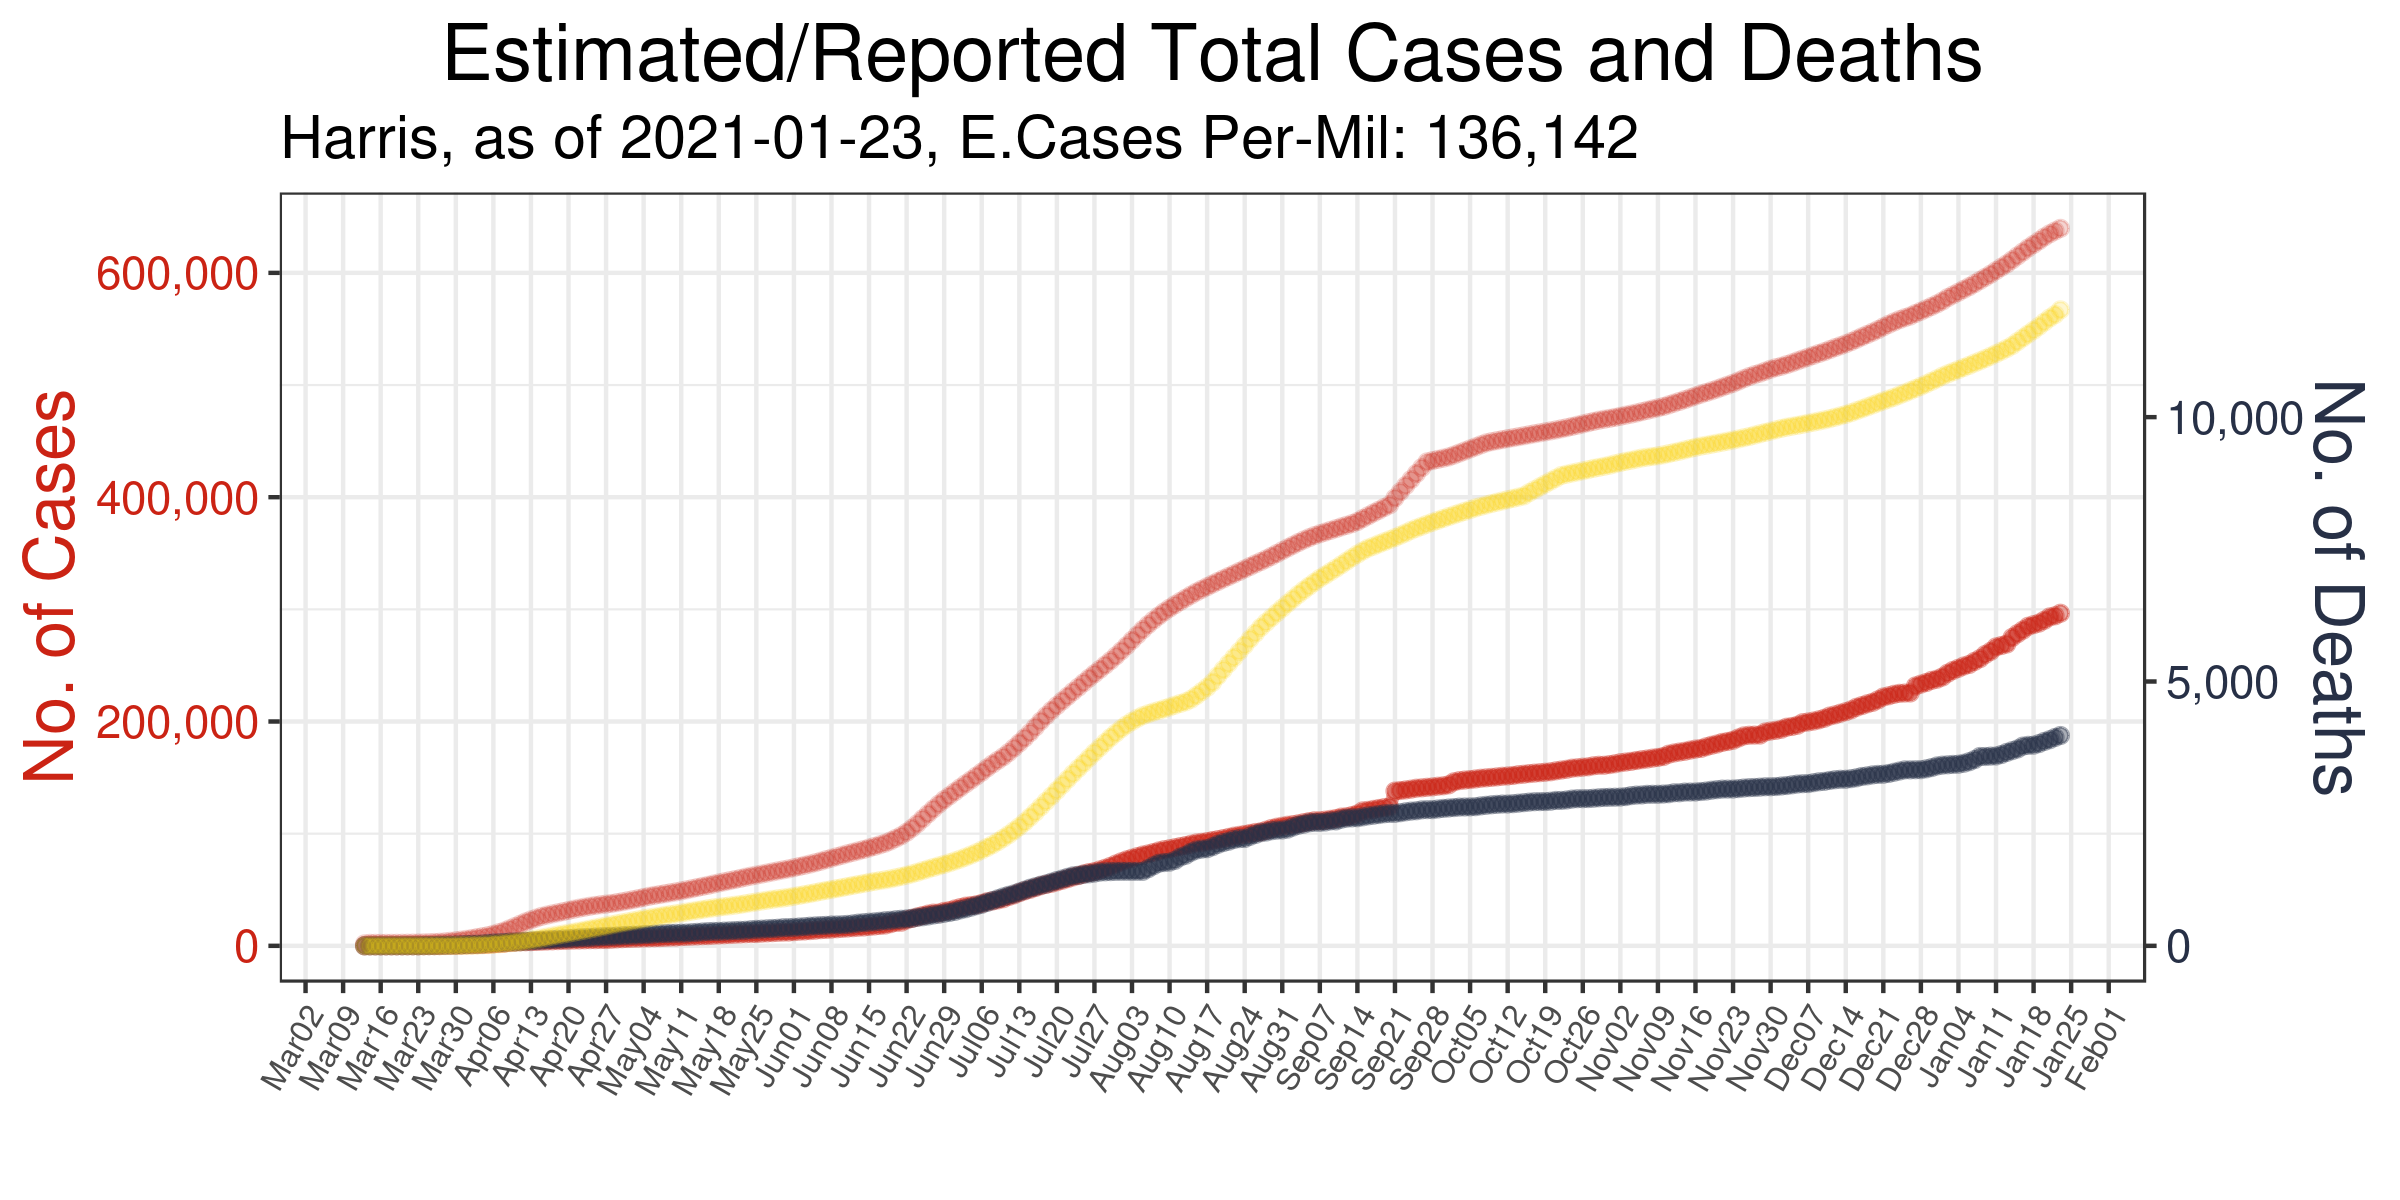 Estimated/Reported Total Cases and Deaths
Harris, as of 2021-01-23, E.Cases Per-Mil: 136,142
No. of Cases
600,000
400,000
200,000
0
10,000
5,000
0
No. of Deaths
Mar02
Mar09
Mar16
Mar23
Mar30
Apr06
Apr13
Apr20
Apr27
May04
May11
May18
May25
Jun01
Jun08
Jun15
Jun22
Jun29
Jul06
Jul13
Jul20
Jul27
Aug03
Aug10
Aug17
Aug24
Aug31
Sep07
Sep14
Sep21
Sep28
Oct05
Oct12
Oct19
Oct26
Nov02
Nov09
Nov16
Nov23
Nov30
Dec07
Dec14
Dec21
Dec28
Jan04
Jan11
Jan18
Jan25
Feb01